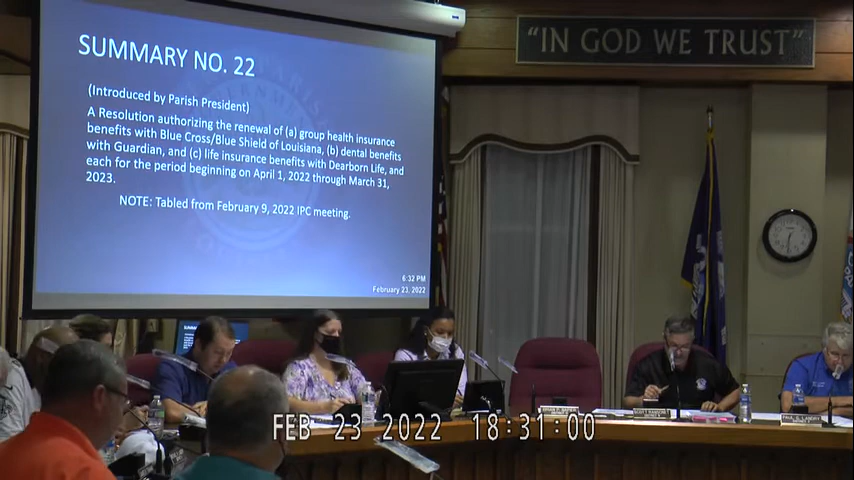 "IN GOD WE TRUST"
SUMMARY NO. 22
(Introduced by Parish President)
A Resolution authorizing the renewal of (a) group health insurance
benefits with Blue Cross/Blue Shield of Louisiana, (b) dental benefits
with Guardian, and (c) life insurance benefits with Dearborn Life, and
each for the period beginning on April 1, 2022 through March 31,
2023.
NOTE: Tabled from February 9, 2022 IPC meeting.
6:32 PM
February 23, 2022
FEB 23 2022 18:31:00